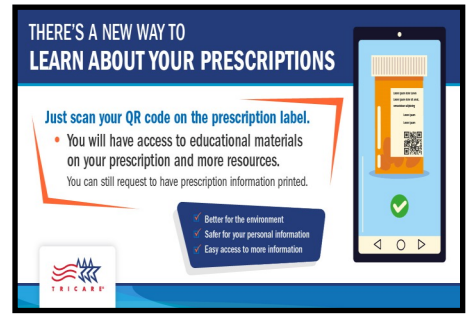 THERE'S A NEW WAY TO
LEARN ABOUT YOUR PRESCRIPTIONS
Just scan your QR code on the prescription label.
• You will have access to educational materials
on your prescription and more resources.
You can still request to have prescription information printed.
✓ Better for the environment
✓ Safer for your personal information
✓ Easy access to more information
TRICARE